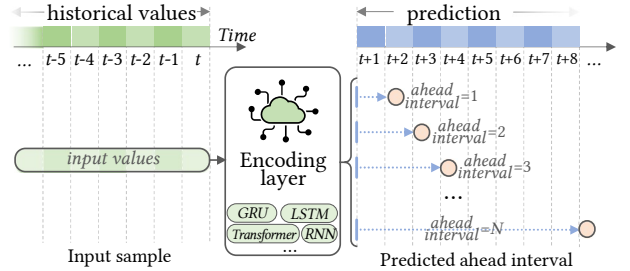 historical values
prediction
Time
... t-5 t-4 t-3 t-2 t-1 t
t+1 t+2 t+3 t+4 t+5 t+6 t+7 t+8 ...
ahead
interval=1
ahead
interval=2
input values
Encoding
layer
ahead
interval=3
...
GRU LSTM
Transformer RNN
...
ahead
interval=N
Input sample
Predicted ahead interval